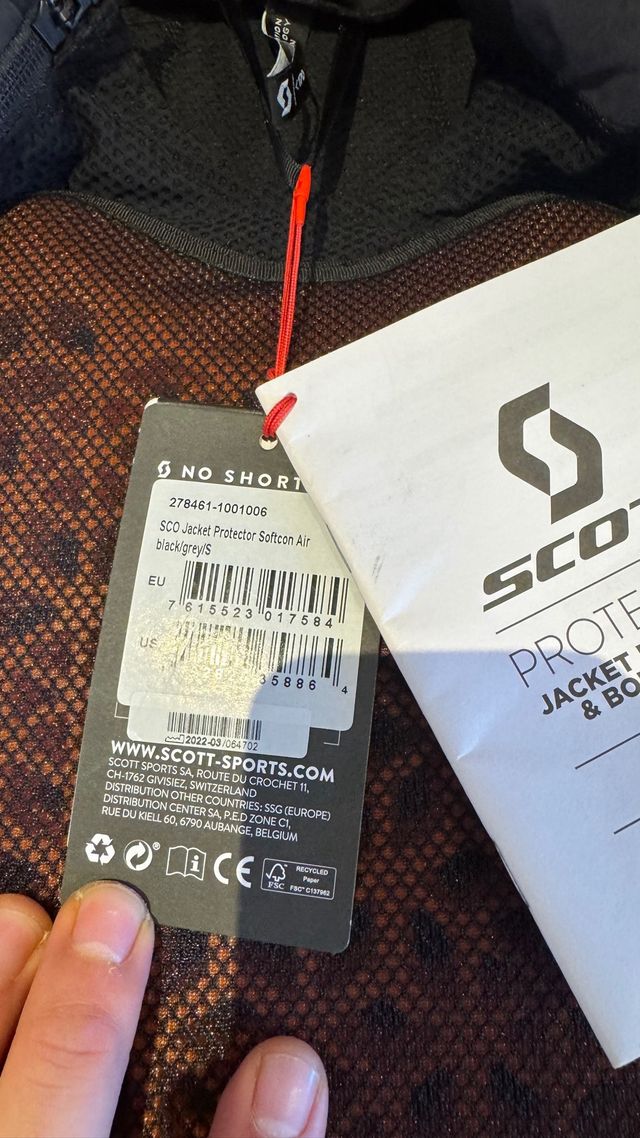 ION
OGY
NO SHORT
278461-1001006
SCO Jacket Protector Softcon Air
black/grey/S
EU
7 615523 017584
US
35886 4
2022-03/064702
WWW.SCOTT-SPORTS.COM
SCOTT SPORTS SA, ROUTE DU CROCHET 11,
CH-1762 GIVISIEZ, SWITZERLAND
DISTRIBUTION OTHER COUNTRIES: SSG (EUROPE)
DISTRIBUTION CENTER SA, P.E.D ZONE C1,
RUE DU KIELL 60, 6790 AUBANGE, BELGIUM
CE
FSC
RECYCLED
Paper
FSC™ C137962
SCOT
PROTE
JACKET
& BO